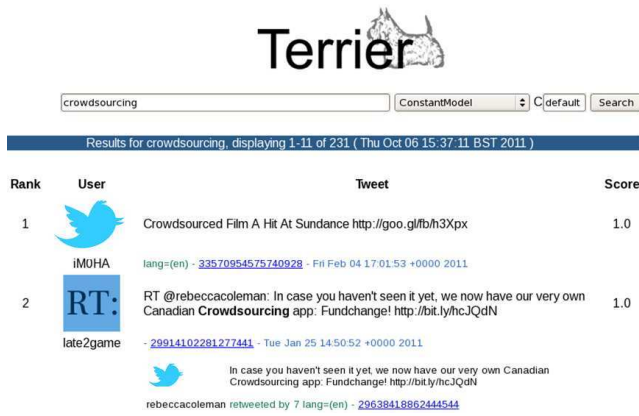 Terrier
crowdsourcing ConstantModel C default Search
Results for crowdsourcing, displaying 1-11 of 231 ( Thu Oct 06 15:37:11 BST 2011 )
Rank User Tweet Score
1 Crowdsourced Film A Hit At Sundance http://goo.gl/fb/h3Xpx 1.0
iM0HA lang=(en) - 33570954575740928 - Fri Feb 04 17:01:53 +0000 2011
RT:
2 RT @rebeccacoleman: In case you haven't seen it yet, we now have our very own 1.0
Canadian Crowdsourcing app: Fundchange! http://bit.ly/hcJQdN
late2game - 29914102281277441 - Tue Jan 25 14:50:52 +0000 2011
In case you haven't seen it yet, we now have our very own Canadian
Crowdsourcing app: Fundchange! http://bit.ly/hcJQdN
rebeccacoleman retweeted by 7 lang=(en) - 29638418862444544